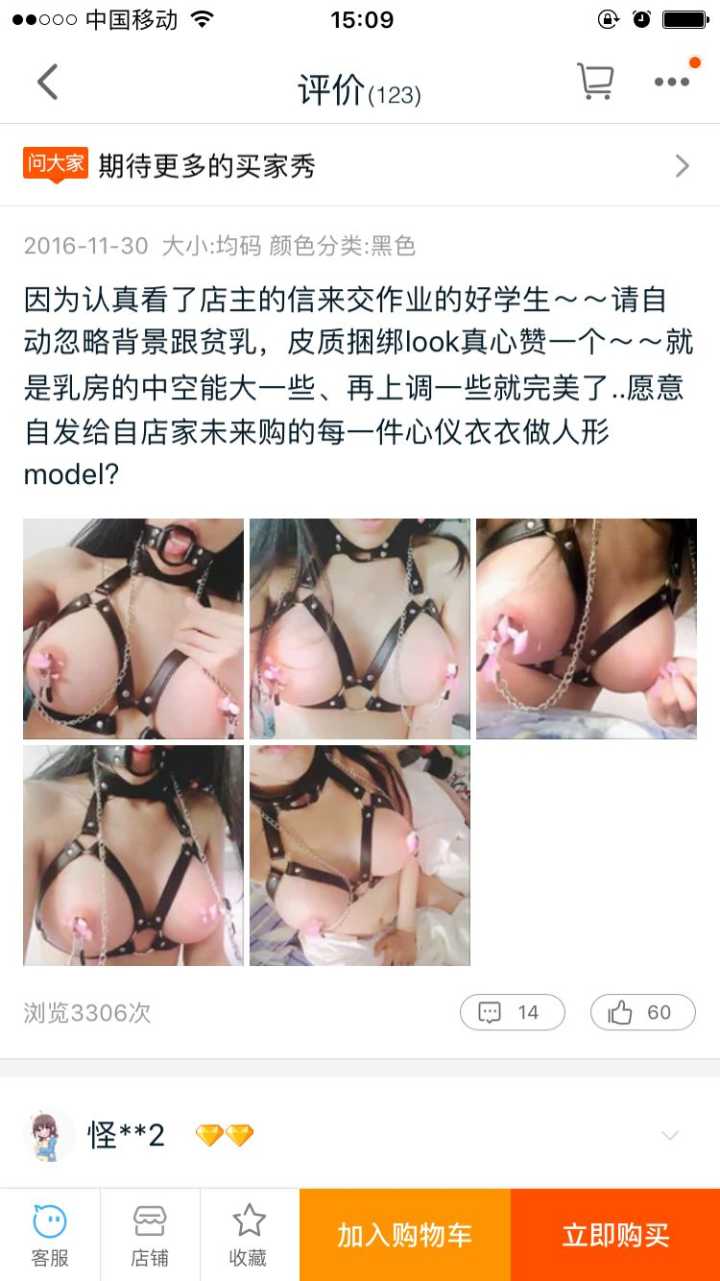 中国移动 15:09
评价(123)
问大家 期待更多的买家秀
2016-11-30 大小:均码 颜色分类:黑色
因为认真看了店主的信来交作业的好学生～～请自
动忽略背景跟贫乳，皮质捆绑look真心赞一个～～就
是乳房的中空能大一些、再上调一些就完美了..愿意
自发给自店家未来购的每一件心仪衣衣做人形
model?
浏览3306次 14 60
怪**2
客服 店铺 收藏 加入购物车 立即购买